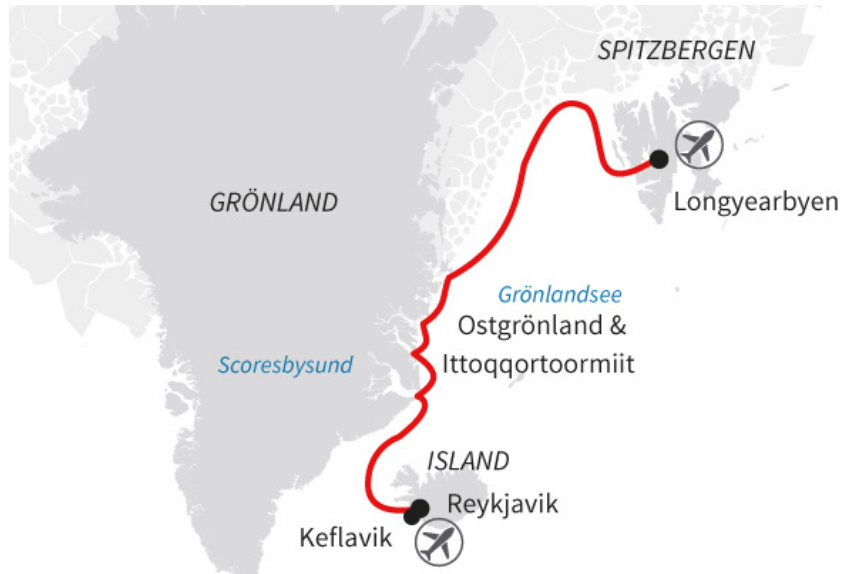 SPITZBERGEN
GRÖNLAND
Longyearbyen
Grönlandsee
Ostgrönland &
Scoresbysund
Ittoqqortoormiit
ISLAND
Reykjavik
Keflavik